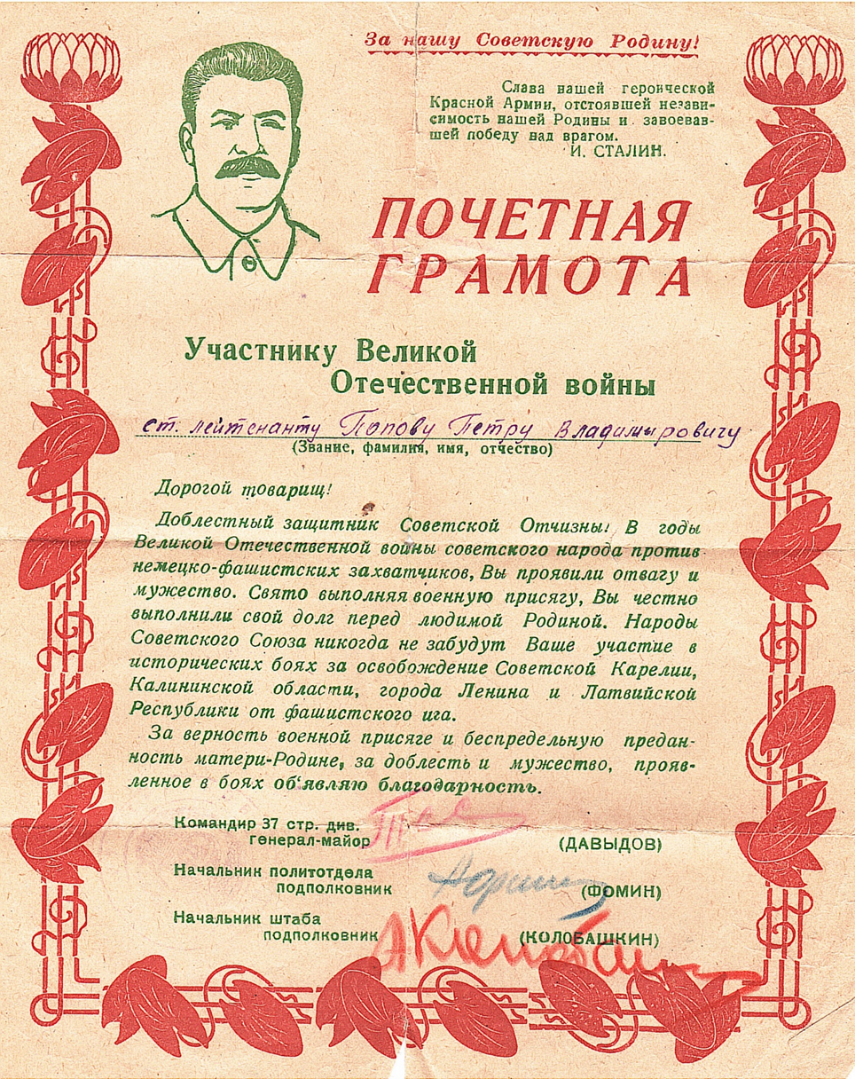 За нашу Советскую Родину!
Слава нашей героической
Красной Армии, отстоявшей незави-
симость нашей Родины и завоевав-
шей победу над врагом.
И. СТАЛИН.
ПОЧЕТНАЯ
ГРАМОТА
Участнику Великой
Отечественной войны
ст. лейтенанту Попову Петру Владимыровичу
(Звание, фамилия, имя, отчество)
Дорогой товарищ!
Доблестный защитник Советской Отчизны! В годы
Великой Отечественной войны советского народа против
немецко-фашистских захватчиков, Вы проявили отвагу и
мужество. Свято выполняя военную присягу, Вы честно
выполнили свой долг перед людимой Родиной. Народы
Советского Союза никогда не забудут Ваше участие в
исторических боях за освобождение Советской Карелии,
Калининской области, города Ленина и Латвийской
Республики от фашистского ига.
За верность военной присяге и беспредельную предан-
ность матери-Родине, за доблесть и мужество, прояв-
ленное в боях об'являю благодарность.
Командир 37 стр. див.
генерал-майор (ДАВЫДОВ)
Начальник политотдела
подполковник (ФОМИН)
Начальник штаба
подполковник (КОЛОБАШКИН)